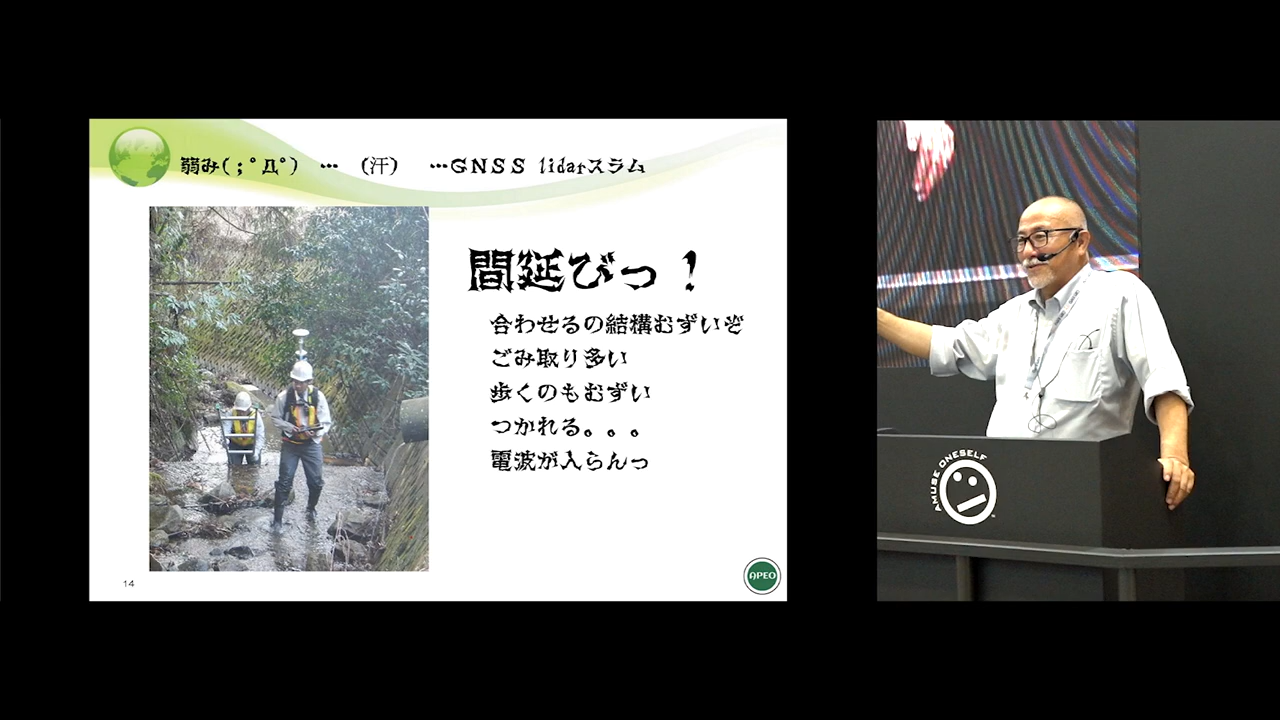 弱み(；ﾟДﾟ)　…　（汗）　…ＧＮＳＳ lidarスラム
間延びっ！
合わせるの結構むずいぞ
ごみ取り多い
歩くのもむずい
つかれる。。。
電波が入らんっ
14
APEO
AMUSE ONESELF